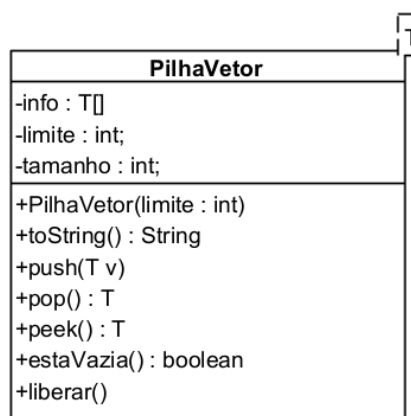 T
PilhaVetor
-info : T[]
-limite : int;
-tamanho : int;
+PilhaVetor(limite : int)
+toString() : String
+push(T v)
+pop() : T
+peek() : T
+estaVazia() : boolean
+liberar()